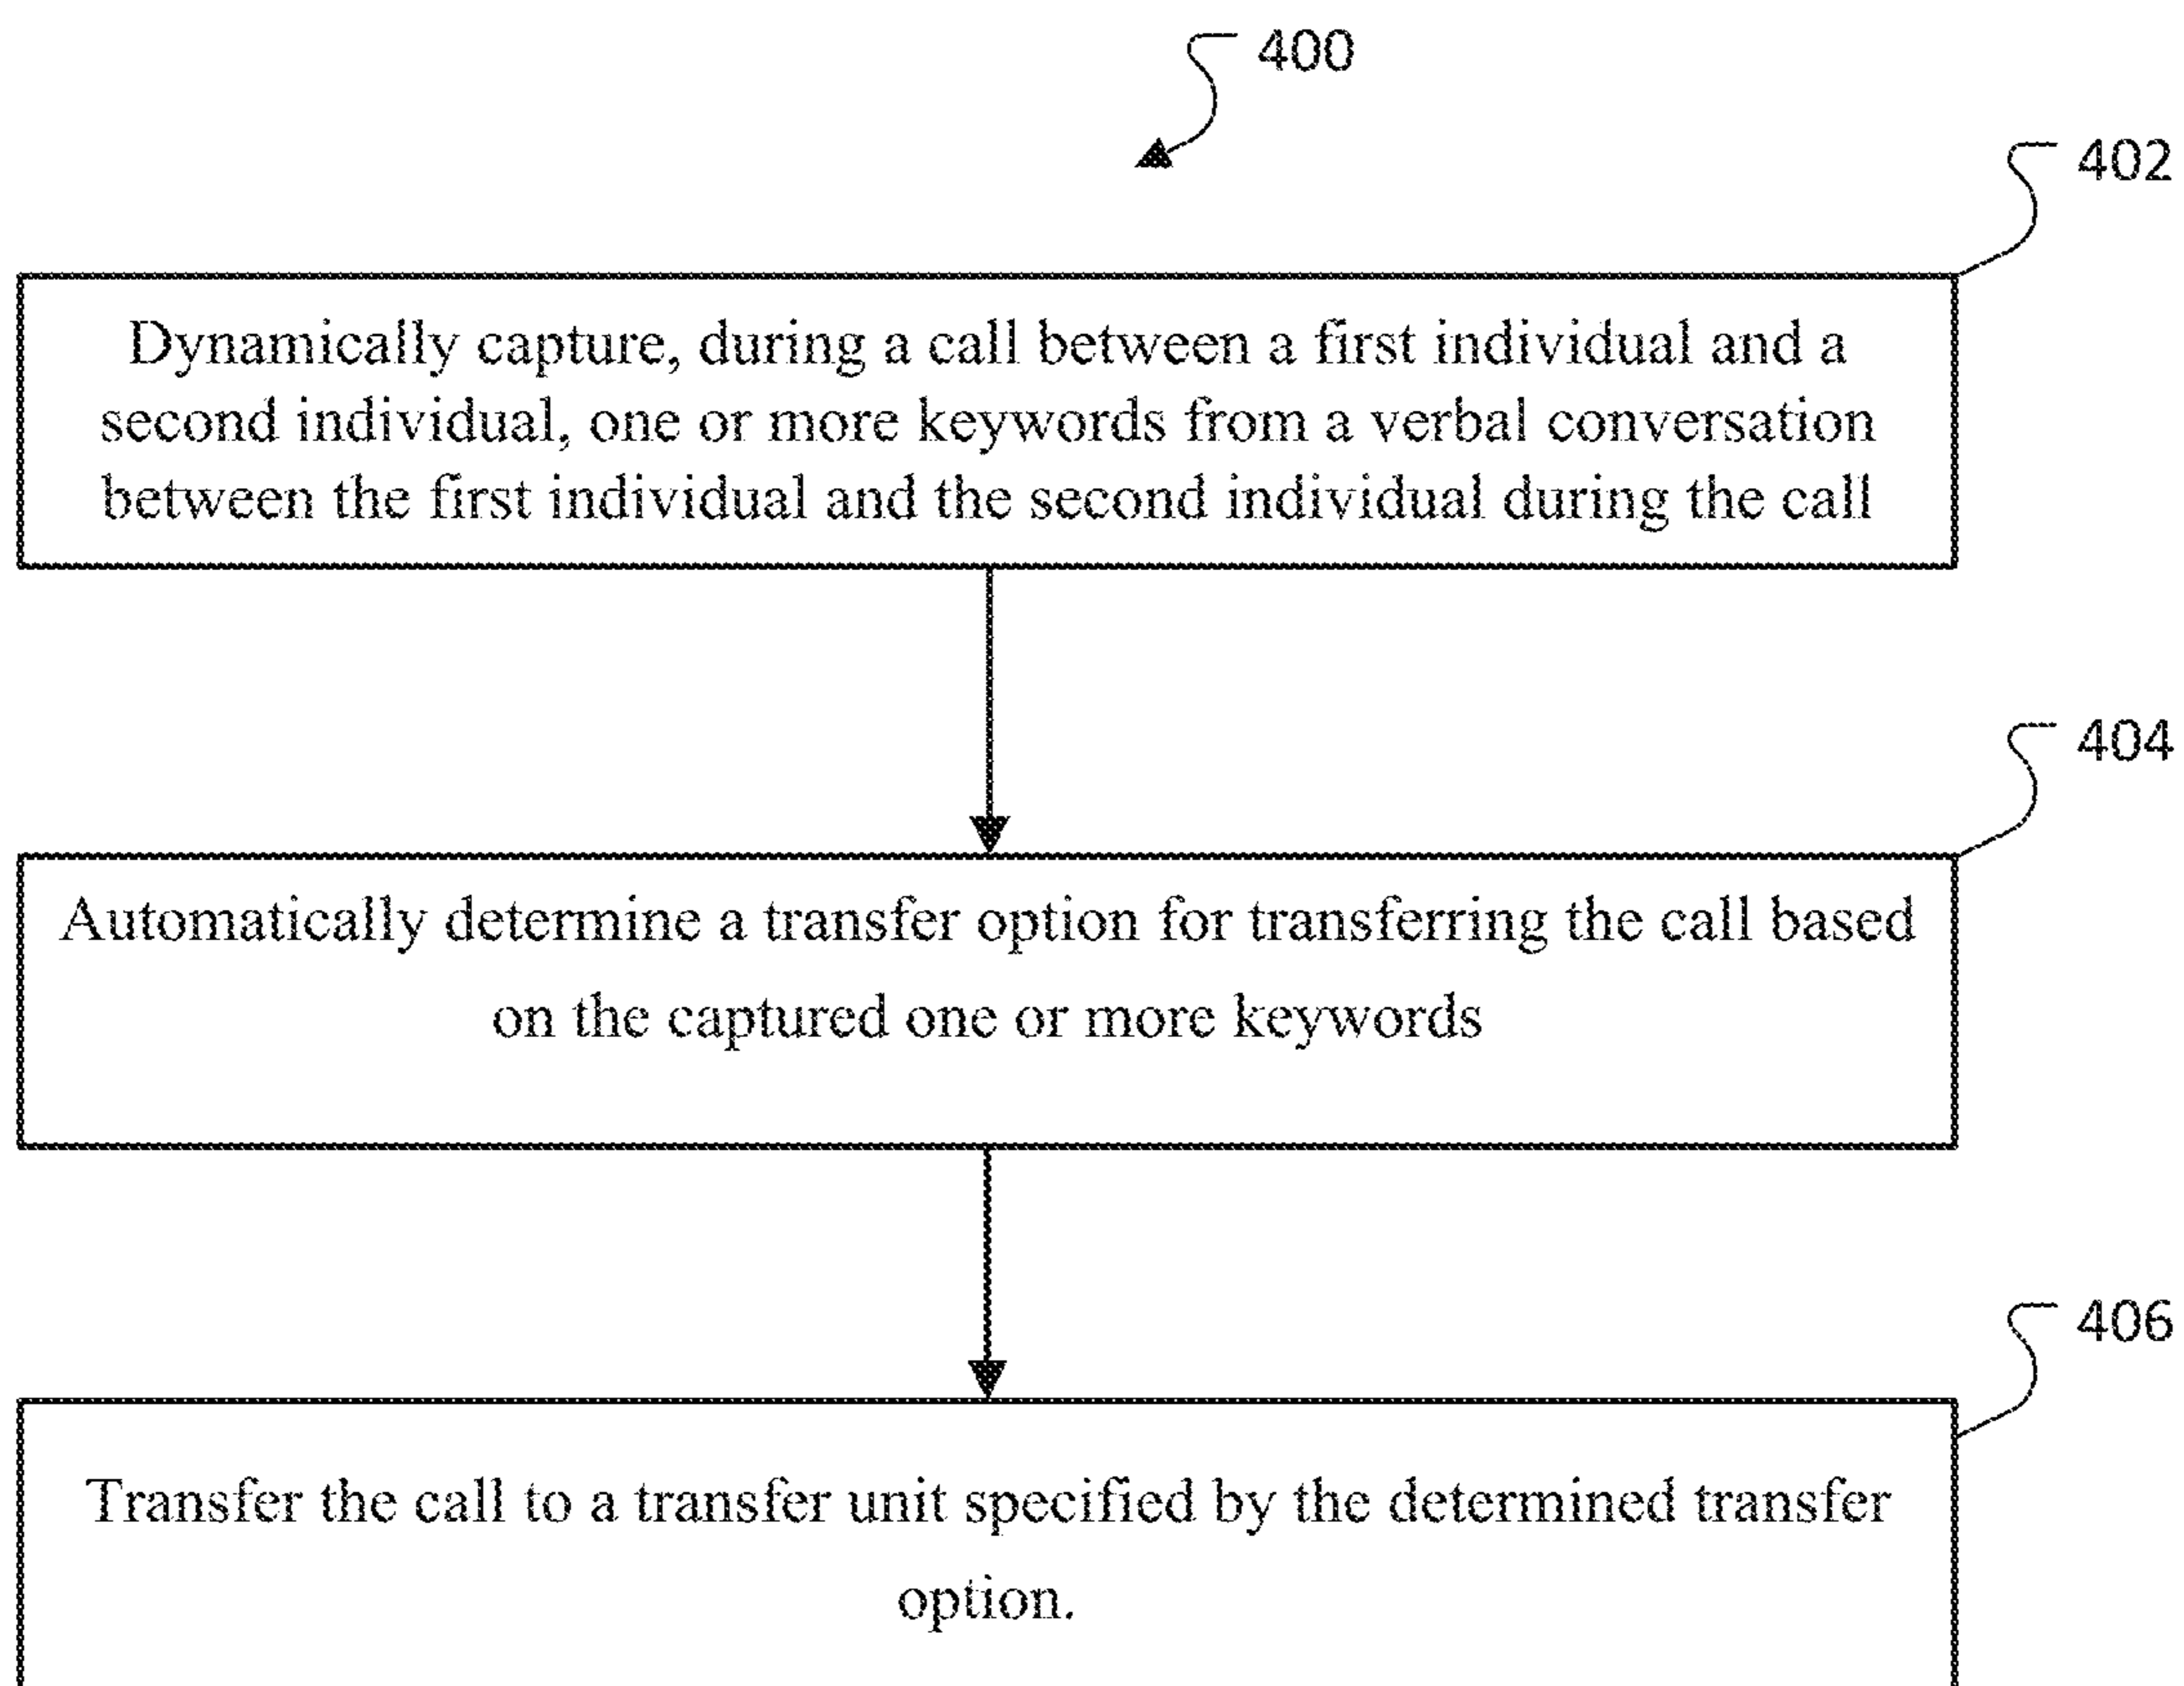 400
402
Dynamically capture, during a call between a first individual and a
second individual, one or more keywords from a verbal conversation
between the first individual and the second individual during the call
404
Automatically determine a transfer option for transferring the call based
on the captured one or more keywords
406
Transfer the call to a transfer unit specified by the determined transfer
option.